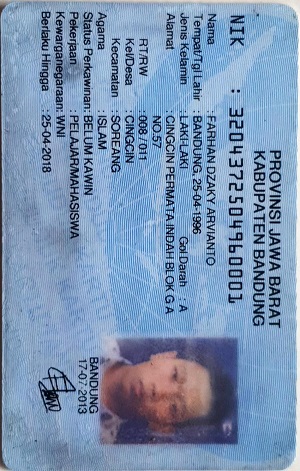 PROVINSI JAWA BARAT
KABUPATEN BANDUNG
NIK : 3204372504960001
Nama : FARHAN DZAKY ARVIANTO
Tempat/Tgl Lahir : BANDUNG, 25-04-1996
Jenis Kelamin : LAKI-LAKI Gol Darah : A
Alamat : CINGCIN PERMATA INDAH BLOK G A
NO.57
RT/RW : 008 / 011
Kel/Desa : CINGCIN
Kecamatan : SOREANG
Agama : ISLAM
Status Perkawinan: BELUM KAWIN
Pekerjaan : PELAJAR/MAHASISWA
Kewarganegaraan: WNI
Berlaku Hingga : 25-04-2018
BANDUNG
17-07-2013